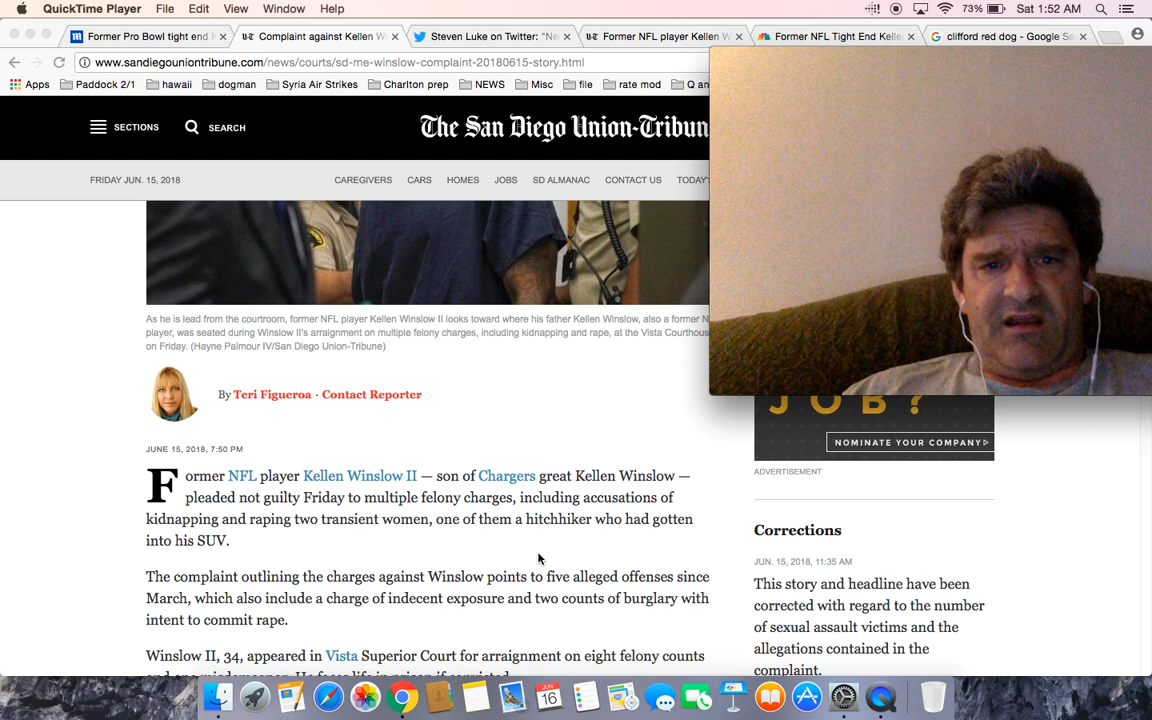 QuickTime Player File Edit View Window Help 73% Sat 1:52 AM
Former Pro Bowl tight end Complaint against Kellen W Steven Luke on Twitter: "Ne Former NFL player Kellen W Former NFL Tight End Kelle clifford red dog - Google Se
www.sandiegouniontribune.com/news/courts/sd-me-winslow-complaint-20180615-story.html
Apps Paddock 2/1 hawaii dogman Syria Air Strikes Charlton prep NEWS Misc file rate mod Q an
SECTIONS SEARCH The San Diego Union-Tribun
FRIDAY JUN. 15, 2018 CAREGIVERS CARS HOMES JOBS SD ALMANAC CONTACT US TODAY'S
As he is lead from the courtroom, former NFL player Kellen Winslow II looks toward where his father Kellen Winslow, also a former N
player, was seated during Winslow II's arraignment on multiple felony charges, including kidnapping and rape, at the Vista Courthous
on Friday. (Hayne Palmour IV/San Diego Union-Tribune)
By Teri Figueroa · Contact Reporter
JUNE 15, 2018, 7:50 PM
Former NFL player Kellen Winslow II — son of Chargers great Kellen Winslow —
pleaded not guilty Friday to multiple felony charges, including accusations of
kidnapping and raping two transient women, one of them a hitchhiker who had gotten
into his SUV.
The complaint outlining the charges against Winslow points to five alleged offenses since
March, which also include a charge of indecent exposure and two counts of burglary with
intent to commit rape.
Winslow II, 34, appeared in Vista Superior Court for arraignment on eight felony counts
JOB?
NOMINATE YOUR COMPANY
ADVERTISEMENT
Corrections
JUN. 15, 2018, 11:35 AM
This story and headline have been
corrected with regard to the number
of sexual assault victims and the
allegations contained in the
complaint.
JUN
16